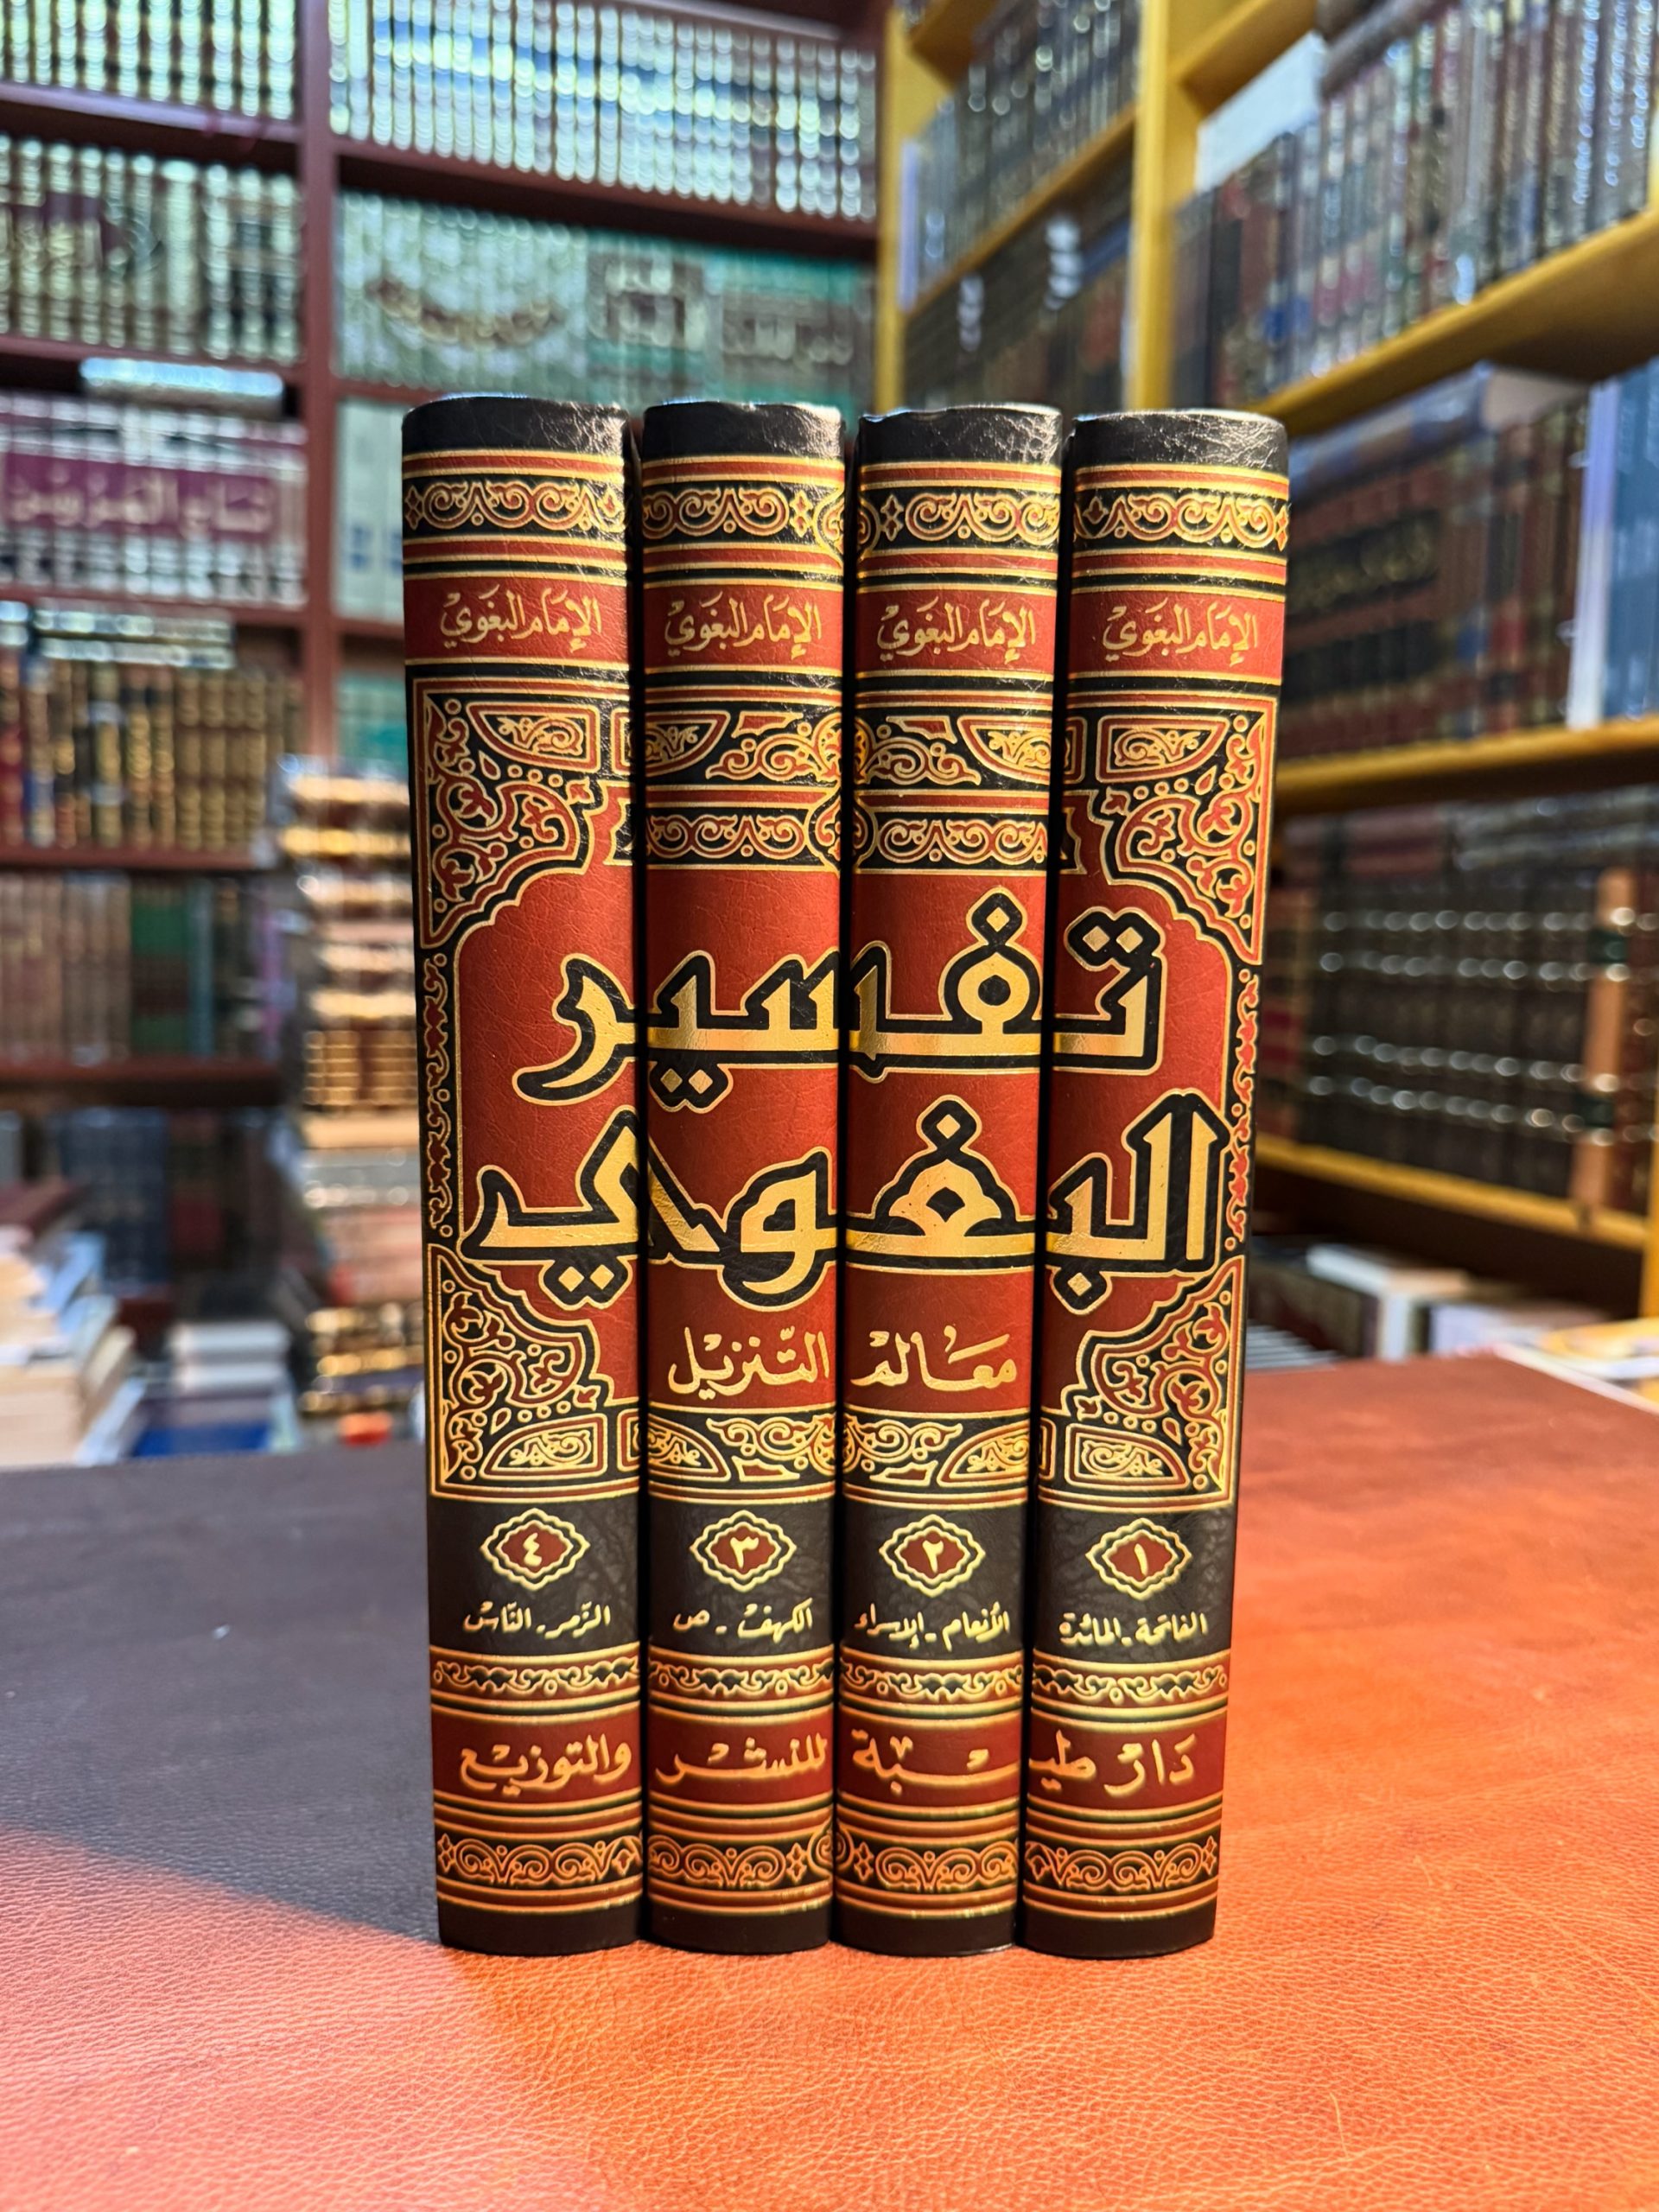 الإمام البغوي الإمام البغوي الإمام البغوي الإمام البغوي
تفسير
البغوي
معالم التنزيل
١ ٢ ٣ ٤
الفاتحة - المائدة الأنعام - الإسراء الكهف - ص الزمر - الناس
دار طيبة للنشر والتوزيع